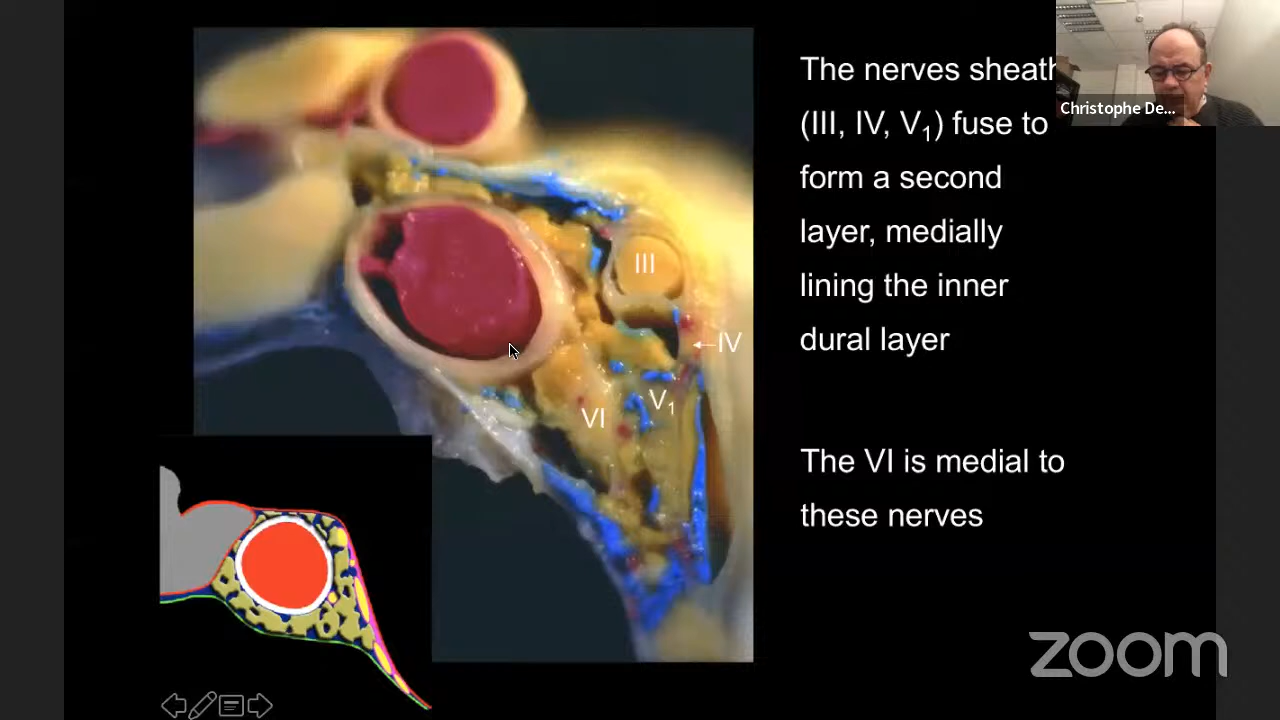 The nerves sheath
(III, IV, V₁) fuse to
form a second
layer, medially
lining the inner
dural layer
The VI is medial to
these nerves
III
IV
V₁
VI
Christophe De...
zoom